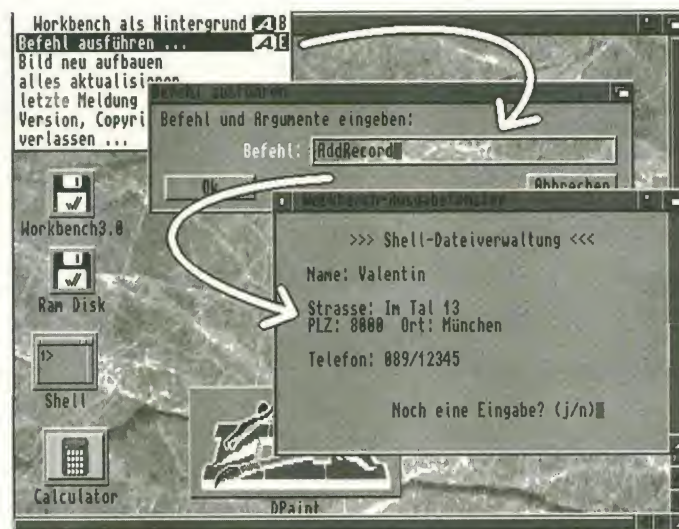 Workbench als Hintergrund A B
Befehl ausführen ... A E
Bild neu aufbauen
alles aktualisieren
letzte Meldung
Version, Copyri
verlassen ...
Befehl ausführen
Befehl und Argumente eingeben:
Befehl: AddRecord
Ok
Abbrechen
Workbench-Ausgabefenster
>>> Shell-Dateiverwaltung <<<
Name: Valentin
Strasse: Im Tal 13
PLZ: 8000 Ort: München
Telefon: 089/12345
Noch eine Eingabe? (j/n)
Workbench3.0
Ram Disk
1>
Shell
Calculator
DPaint